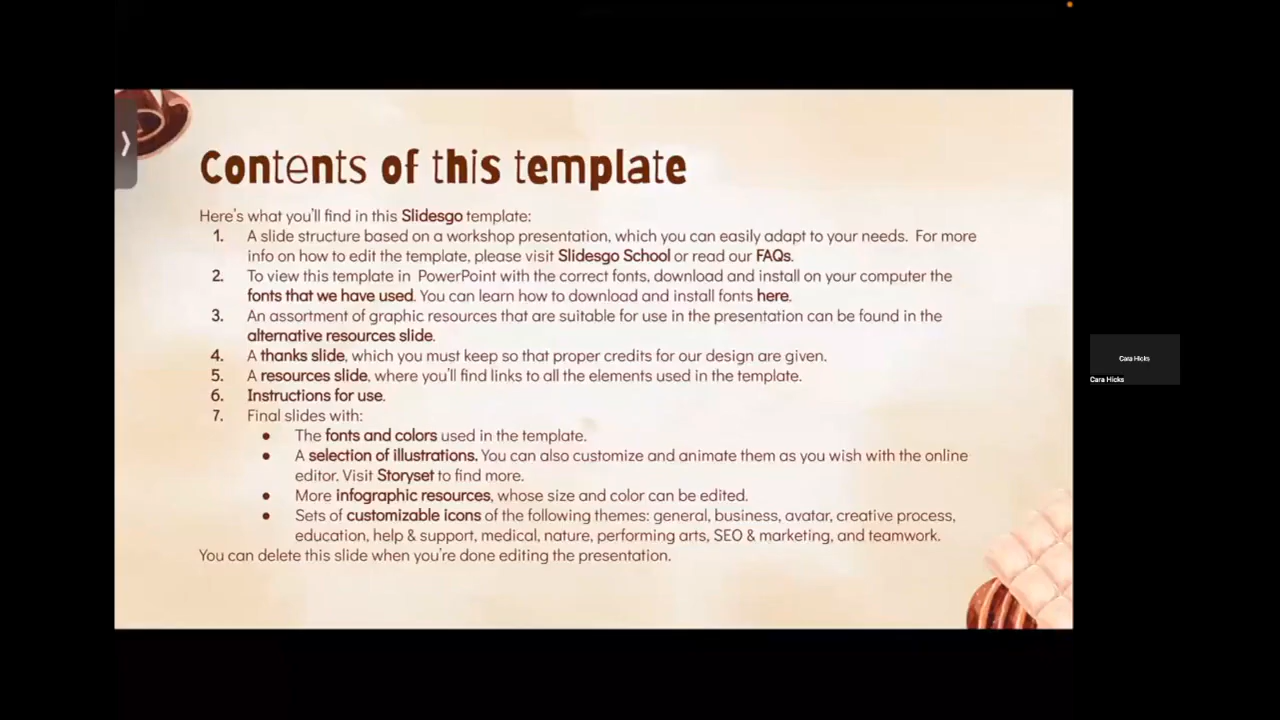 Contents of this template
Here's what you'll find in this Slidesgo template:
1. A slide structure based on a workshop presentation, which you can easily adapt to your needs. For more
info on how to edit the template, please visit Slidesgo School or read our FAQs.
2. To view this template in PowerPoint with the correct fonts, download and install on your computer the
fonts that we have used. You can learn how to download and install fonts here.
3. An assortment of graphic resources that are suitable for use in the presentation can be found in the
alternative resources slide.
4. A thanks slide, which you must keep so that proper credits for our design are given.
5. A resources slide, where you'll find links to all the elements used in the template.
6. Instructions for use.
7. Final slides with:
● The fonts and colors used in the template.
● A selection of illustrations. You can also customize and animate them as you wish with the online
editor. Visit Storyset to find more.
● More infographic resources, whose size and color can be edited.
● Sets of customizable icons of the following themes: general, business, avatar, creative process,
education, help & support, medical, nature, performing arts, SEO & marketing, and teamwork.
You can delete this slide when you're done editing the presentation.
Cara Hicks
Cara Hicks